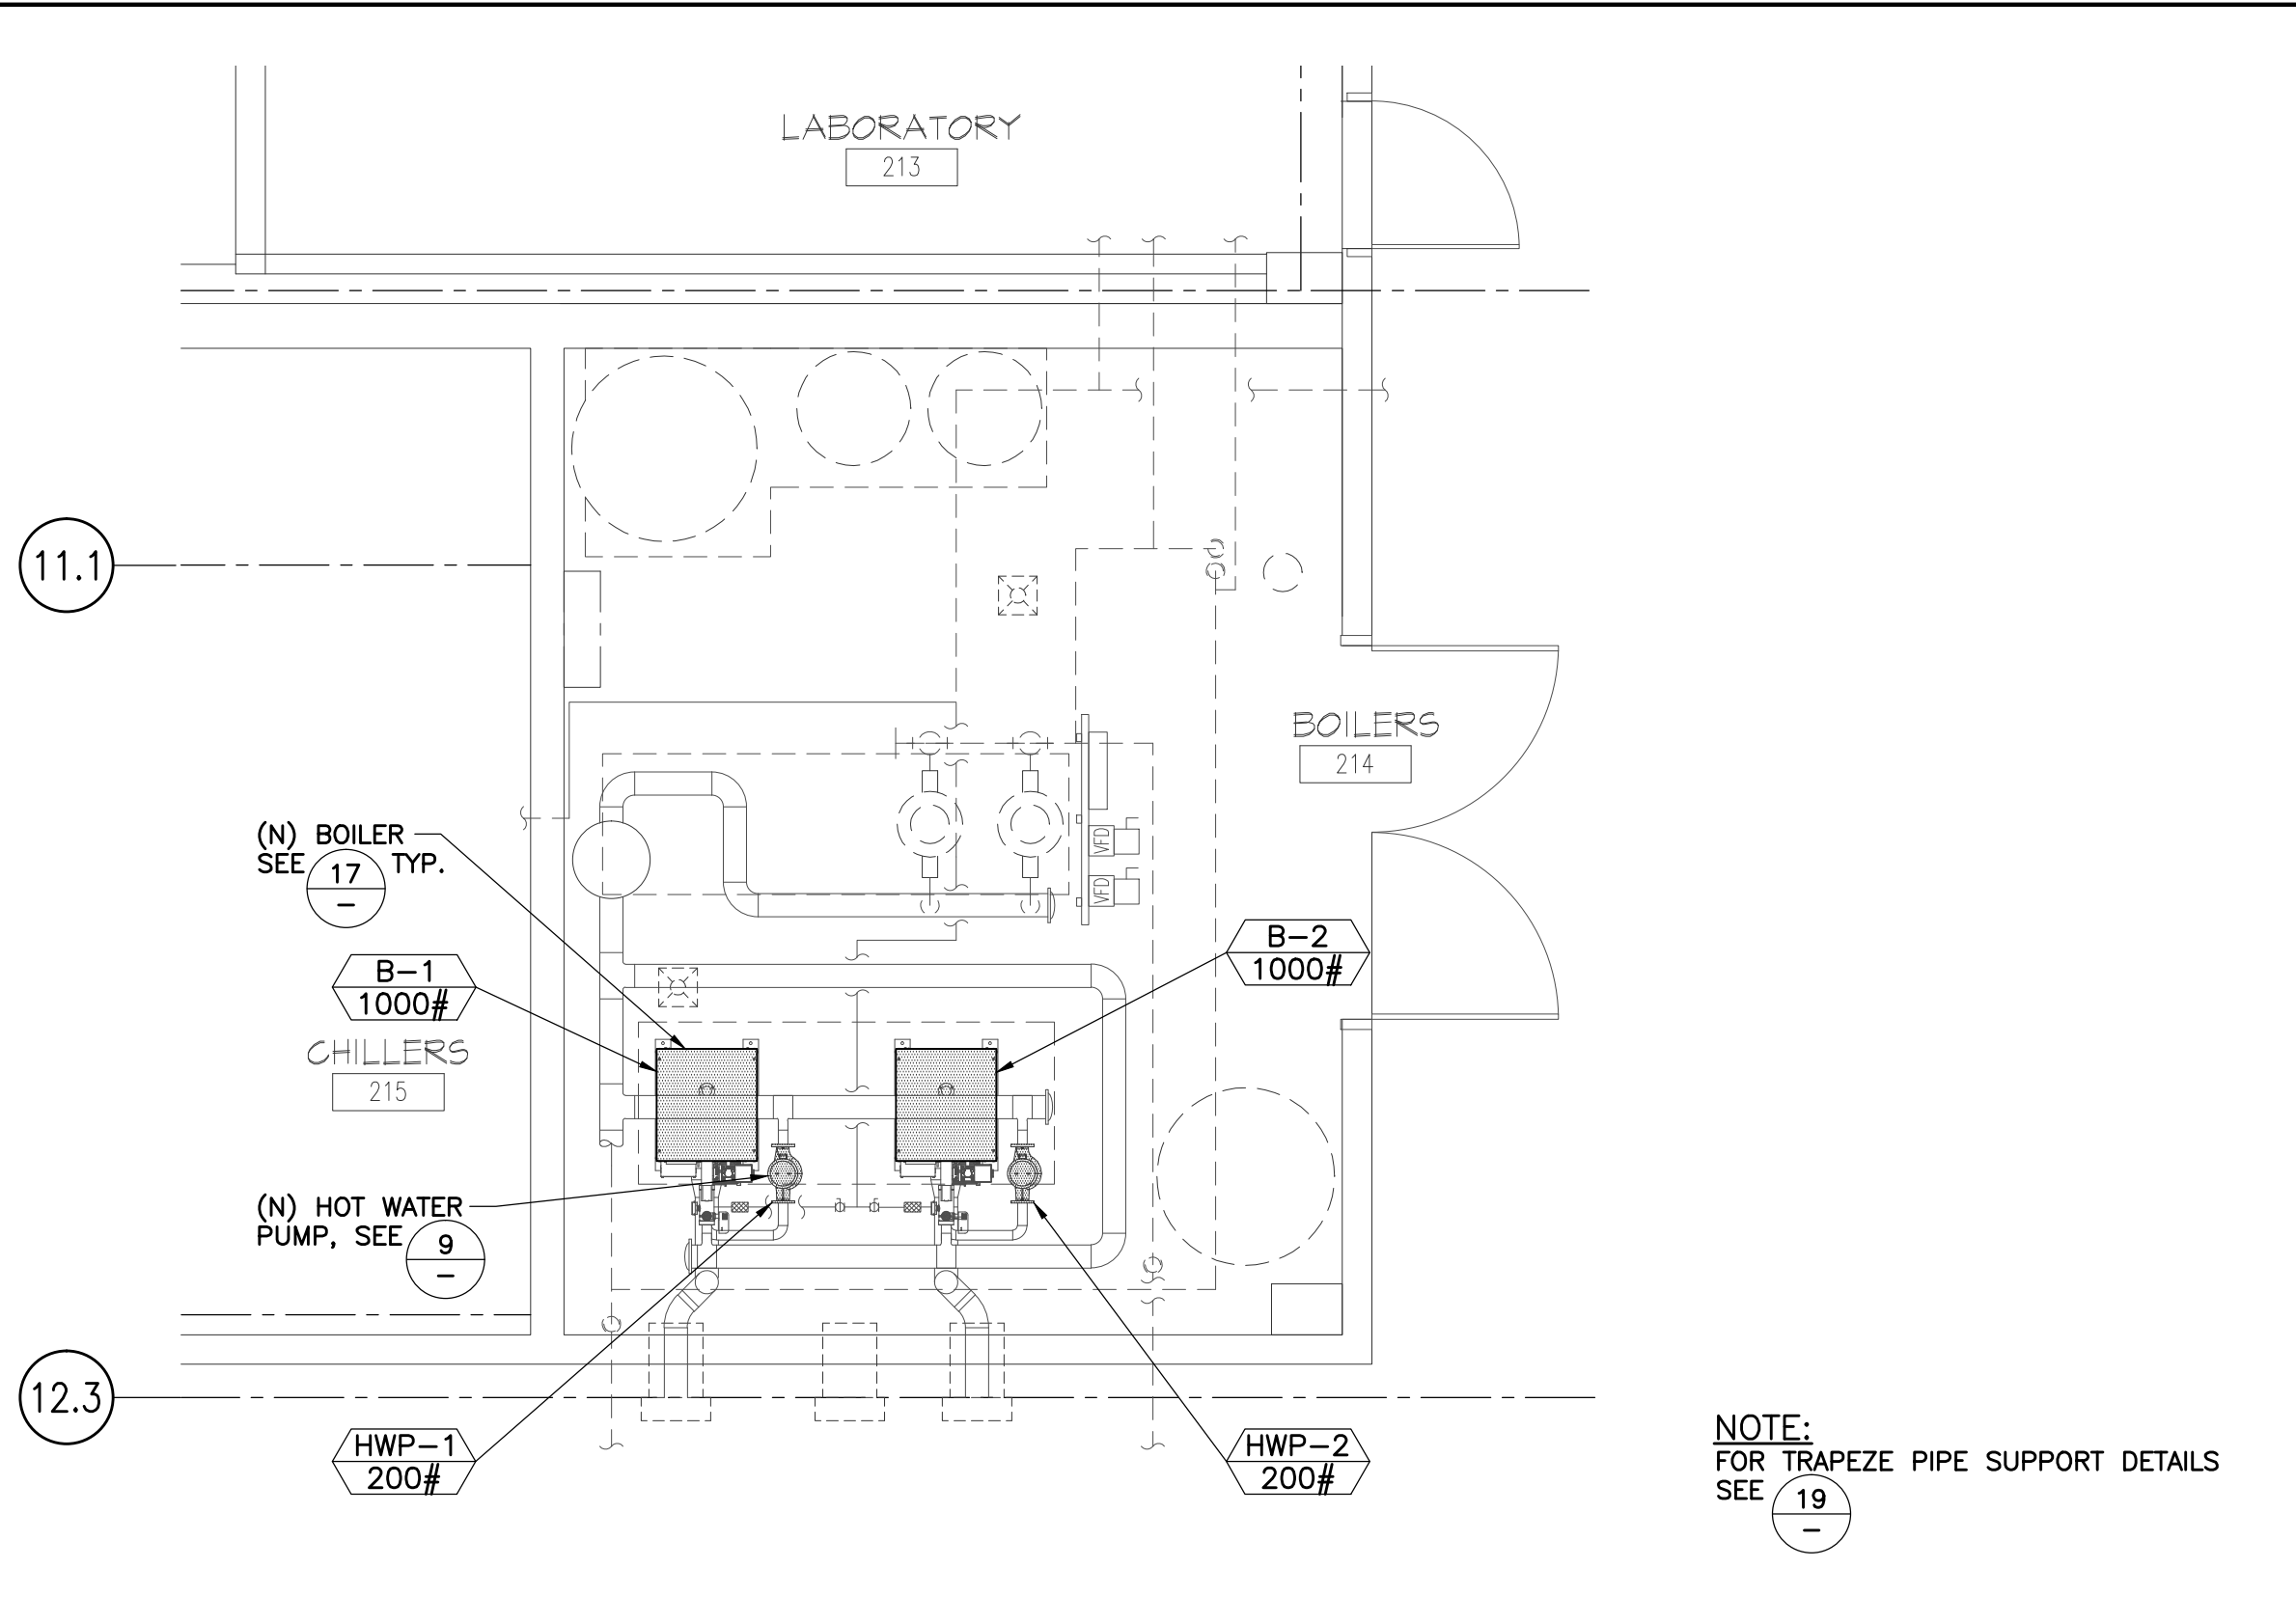 LABORATORY
213
11.1
BOILERS
214
VFD
VFD
(N) BOILER
SEE 17 TYP.
–
B–1
1000#
B–2
1000#
CHILLERS
215
(N) HOT WATER
PUMP, SEE 9
–
12.3
HWP–1
200#
HWP–2
200#
NOTE:
FOR TRAPEZE PIPE SUPPORT DETAILS
SEE 19
–